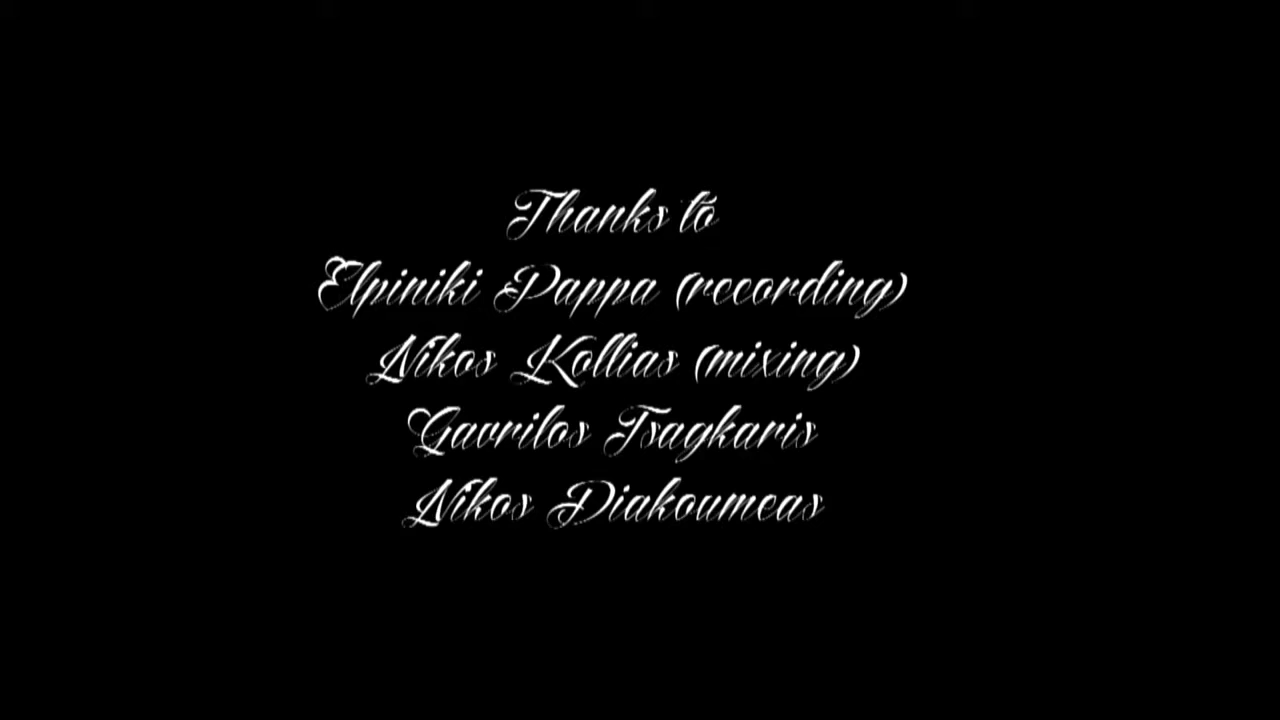 Thanks to
Elpiniki Pappa (recording)
Nikos Kollias (mixing)
Gavrilos Tsagkaris
Nikos Diakoumeas